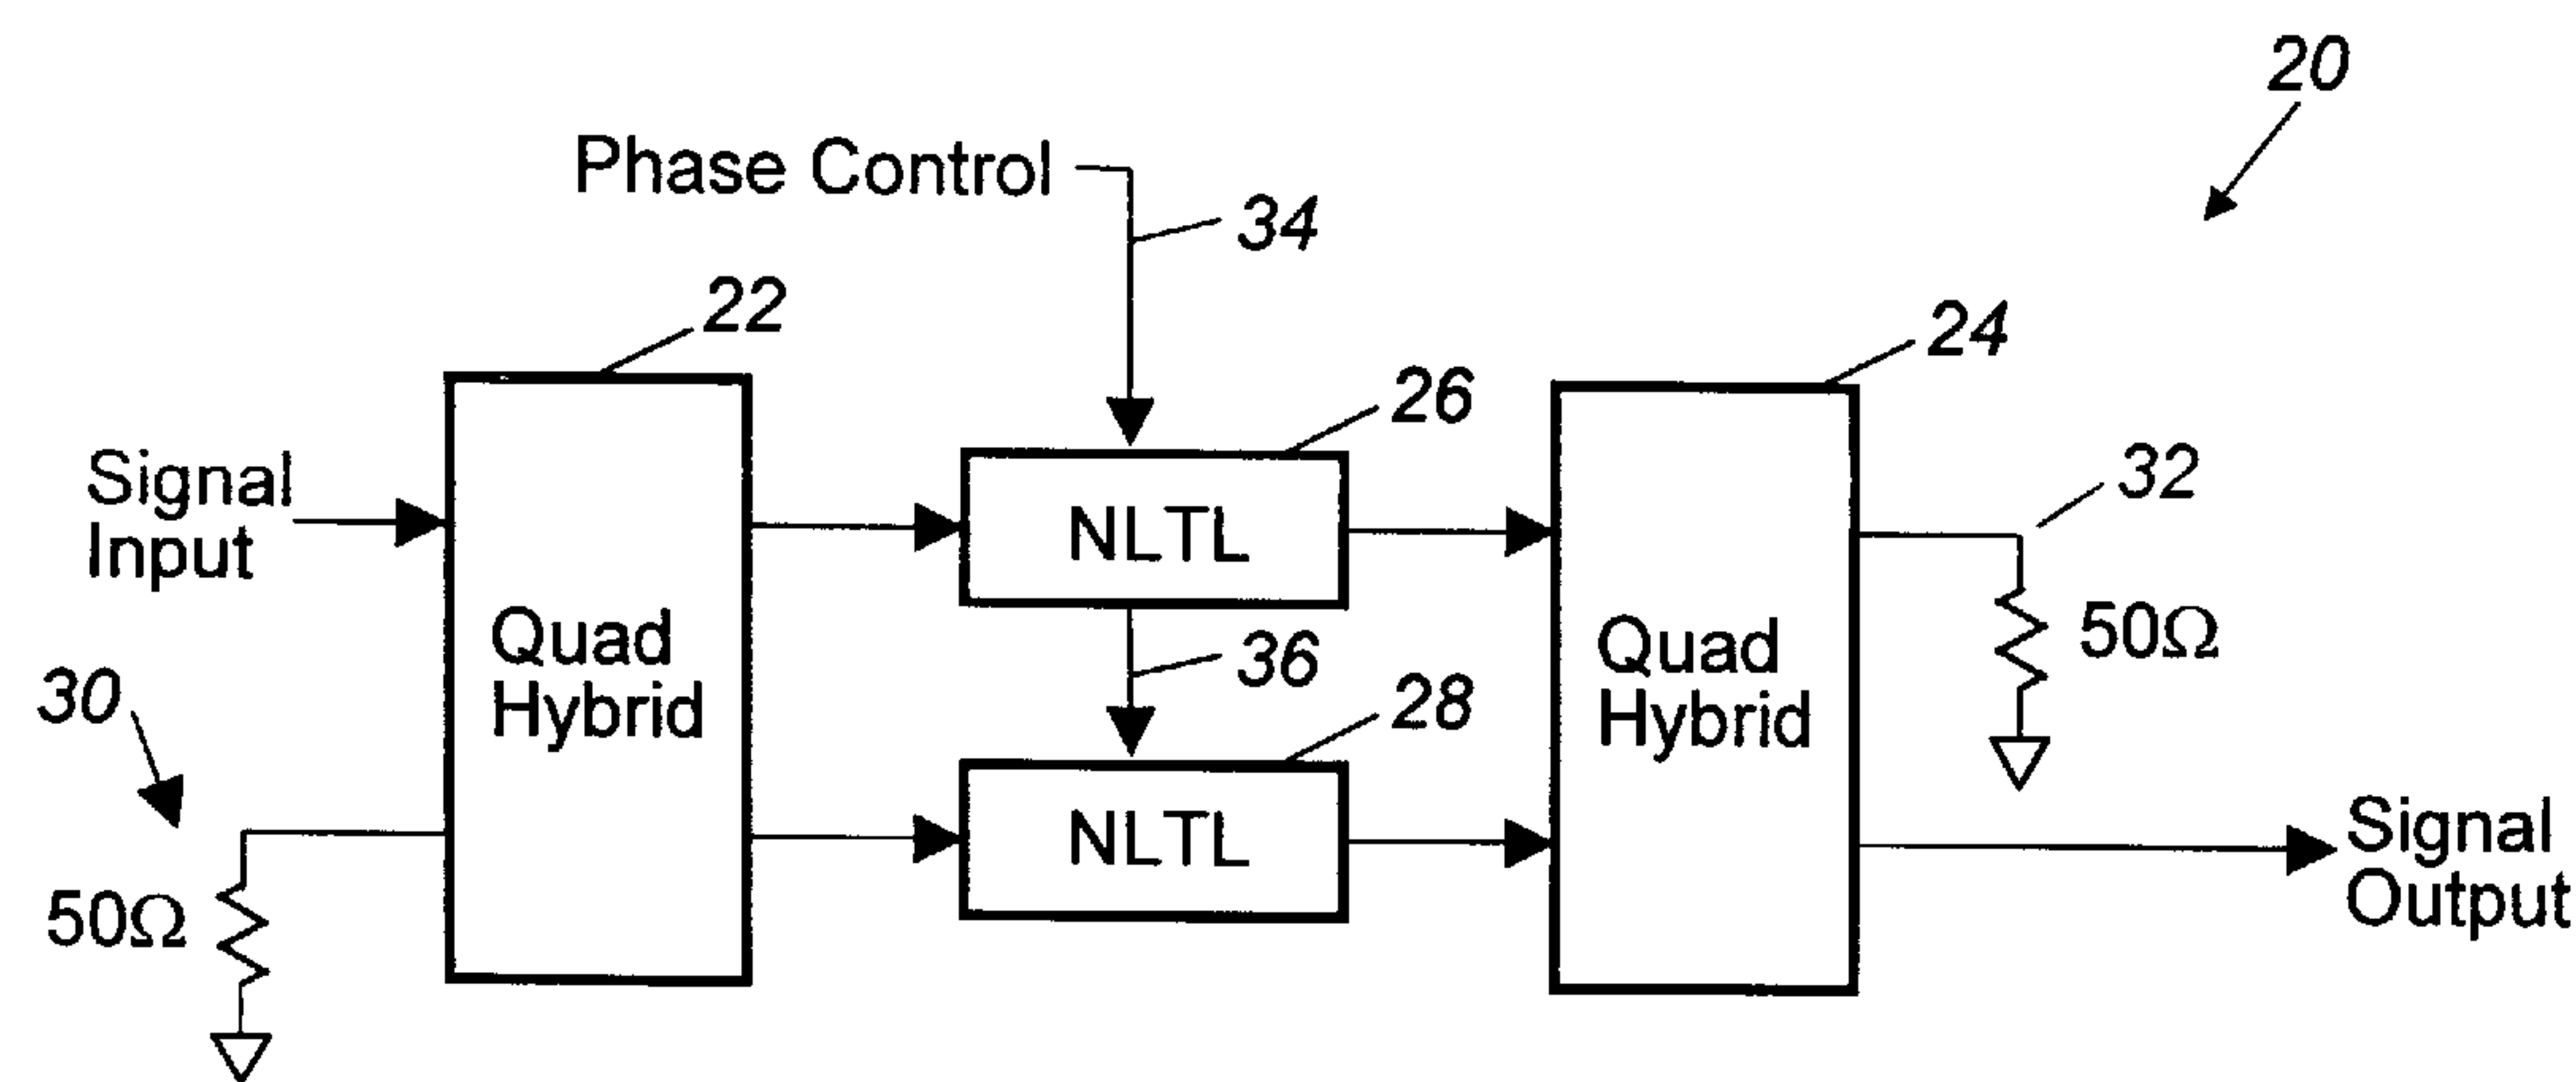 20
Phase Control
34
22
24
26
Signal
Input
32
NLTL
Quad
Hybrid
36
Quad
Hybrid
50Ω
30
28
NLTL
Signal
Output
50Ω